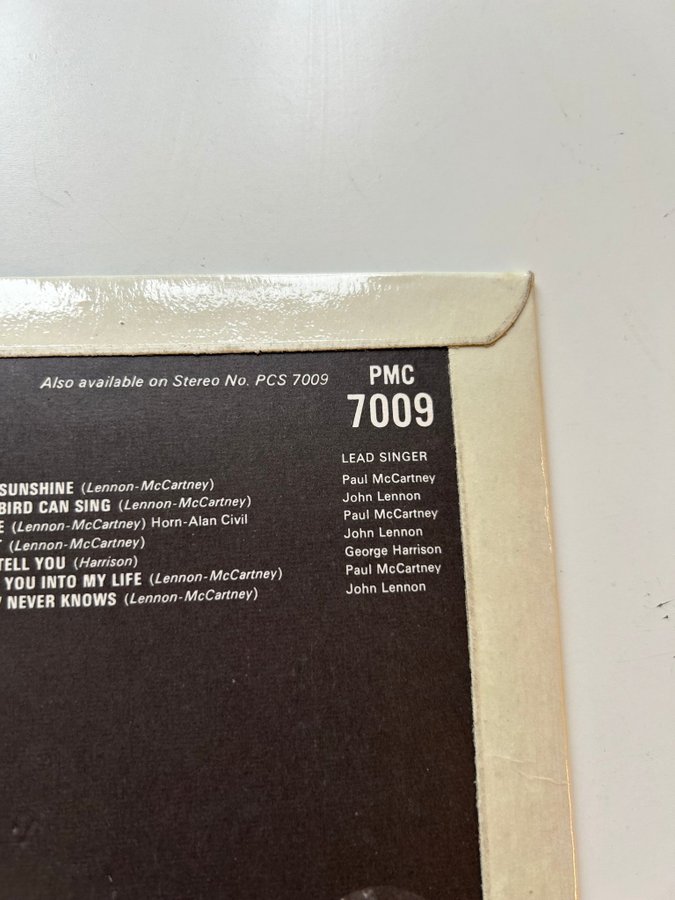 Also available on Stereo No. PCS 7009
PMC
7009
LEAD SINGER
SUNSHINE (Lennon-McCartney) Paul McCartney
BIRD CAN SING (Lennon-McCartney) John Lennon
E (Lennon-McCartney) Horn-Alan Civil Paul McCartney
(Lennon-McCartney) John Lennon
TELL YOU (Harrison) George Harrison
YOU INTO MY LIFE (Lennon-McCartney) Paul McCartney
NEVER KNOWS (Lennon-McCartney) John Lennon